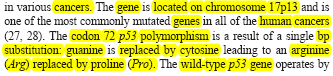 in various cancers. The gene is located on chromosome 17p13 and is
one of the most commonly mutated genes in all of the human cancers
(27, 28). The codon 72 p53 polymorphism is a result of a single bp
substitution: guanine is replaced by cytosine leading to an arginine
(Arg) replaced by proline (Pro). The wild-type p53 gene operates by